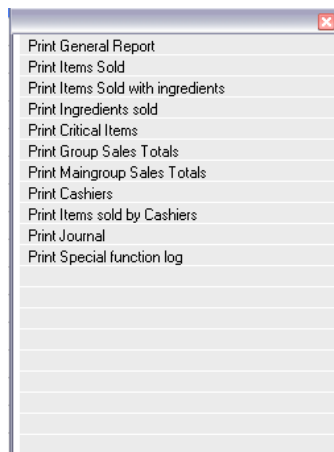 Print General Report
Print Items Sold
Print Items Sold with ingredients
Print Ingredients sold
Print Critical Items
Print Group Sales Totals
Print Maingroup Sales Totals
Print Cashiers
Print Items sold by Cashiers
Print Journal
Print Special function log